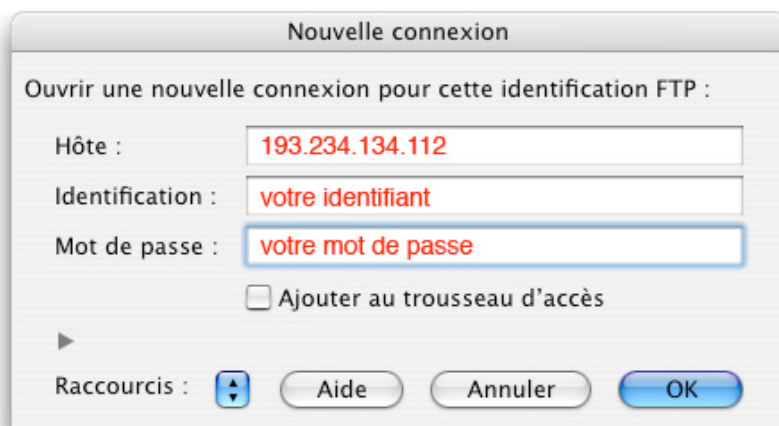 Nouvelle connexion
Ouvrir une nouvelle connexion pour cette identification FTP :
Hôte : 193.234.134.112
Identification : votre identifiant
Mot de passe : votre mot de passe
Ajouter au trousseau d'accès
Raccourcis : Aide Annuler OK